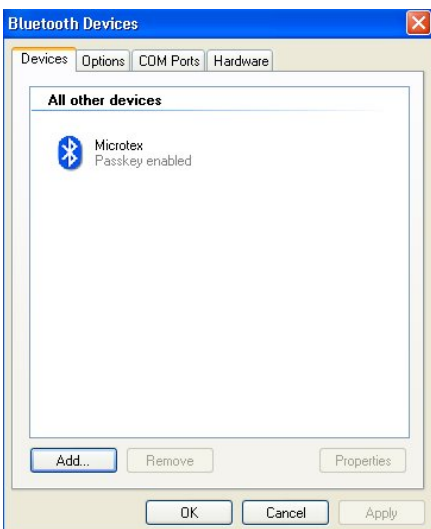 Bluetooth Devices
Devices Options COM Ports Hardware
All other devices
Microtex
Passkey enabled
Add... Remove Properties
OK Cancel Apply